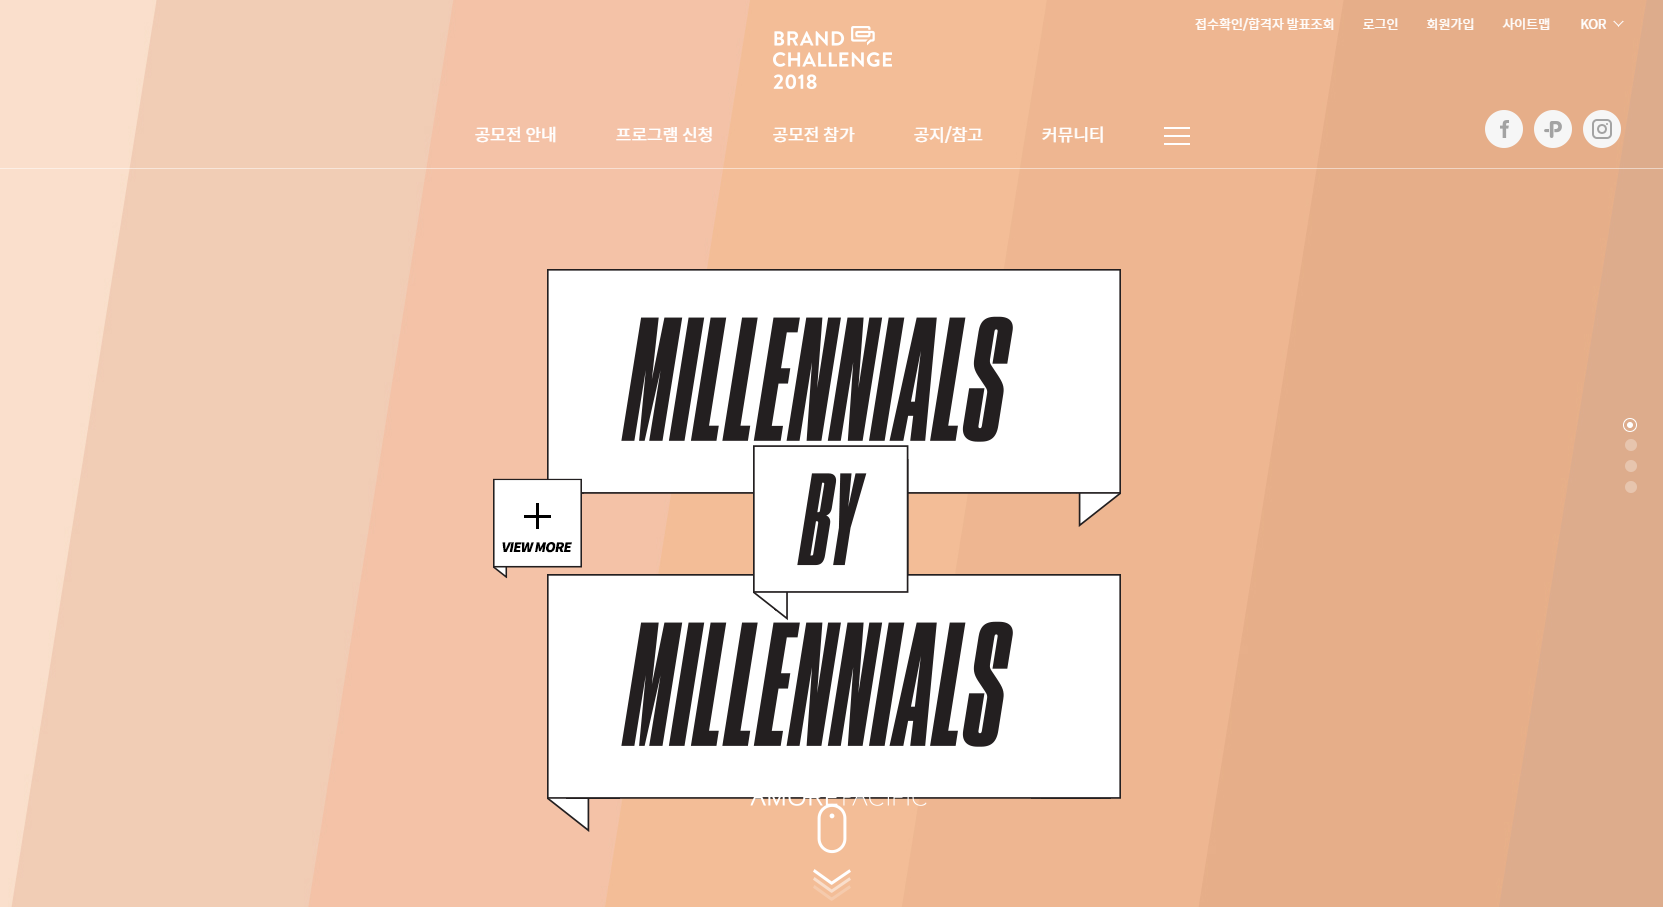 접수확인/합격자 발표조회 로그인 회원가입 사이트맵 KOR
BRAND
CHALLENGE
2018
공모전 안내 프로그램 신청 공모전 참가 공지/참고 커뮤니티
MILLENNIALS
BY
VIEW MORE
MILLENNIALS
AMOREPACIFIC